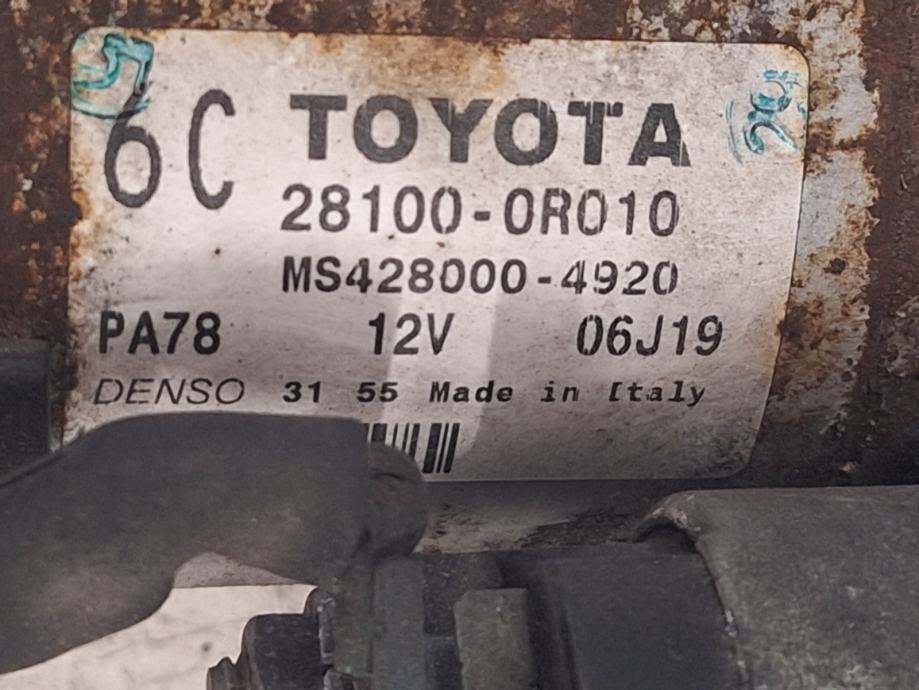 6C TOYOTA
28100-0R010
MS428000-4920
PA78 12V 06J19
DENSO 31 55 Made in Italy